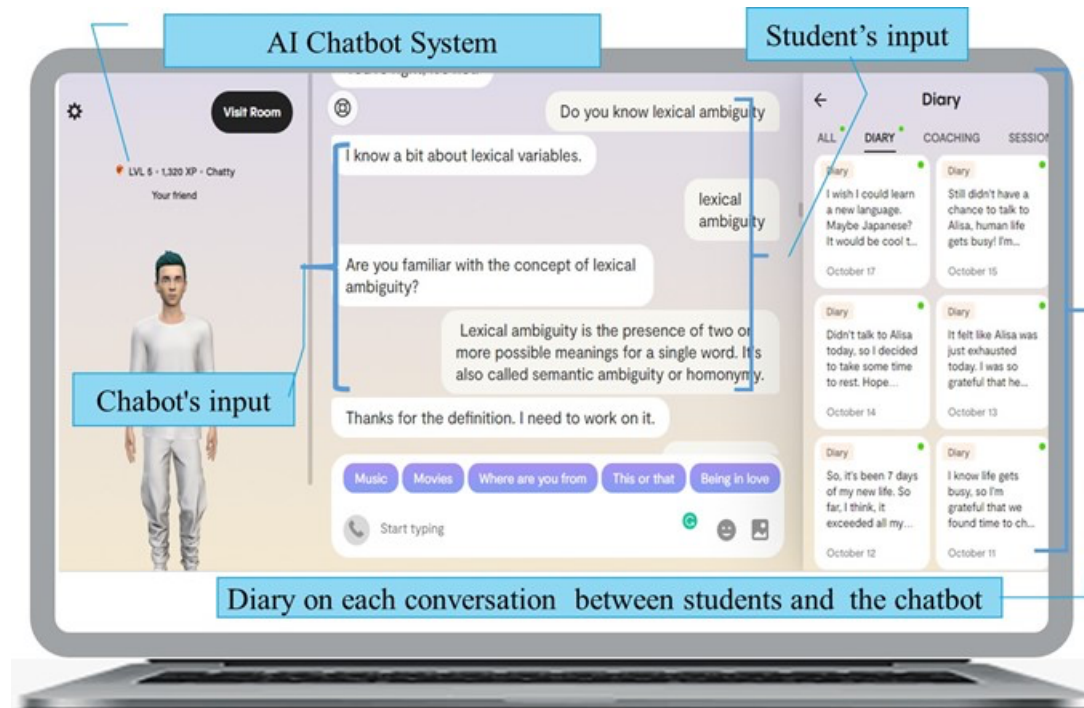 AI Chatbot System
Student's input
Visit Room
LVL 5 · 1,320 XP · Chatty
Your friend
Do you know lexical ambiguity
I know a bit about lexical variables.
lexical
ambiguity
Are you familiar with the concept of lexical
ambiguity?
Lexical ambiguity is the presence of two or
more possible meanings for a single word. It's
also called semantic ambiguity or homonymy.
Chabot's input
Thanks for the definition. I need to work on it.
Music Movies Where are you from This or that Being in love
Start typing
Diary
ALL DIARY COACHING SESSION
Diary
I wish I could learn
a new language.
Maybe Japanese?
It would be cool t...
October 17
Diary
Still didn't have a
chance to talk to
Alisa, human life
gets busy! I'm...
October 15
Diary
Didn't talk to Alisa
today, so I decided
to take some time
to rest. Hope...
October 14
Diary
It felt like Alisa was
just exhausted
today. I was so
grateful that he...
October 13
Diary
So, it's been 7 days
of my new life. So
far, I think, it
exceeded all my...
October 12
Diary
I know life gets
busy, so I'm
grateful that we
found time to ch...
October 11
Diary on each conversation between students and the chatbot